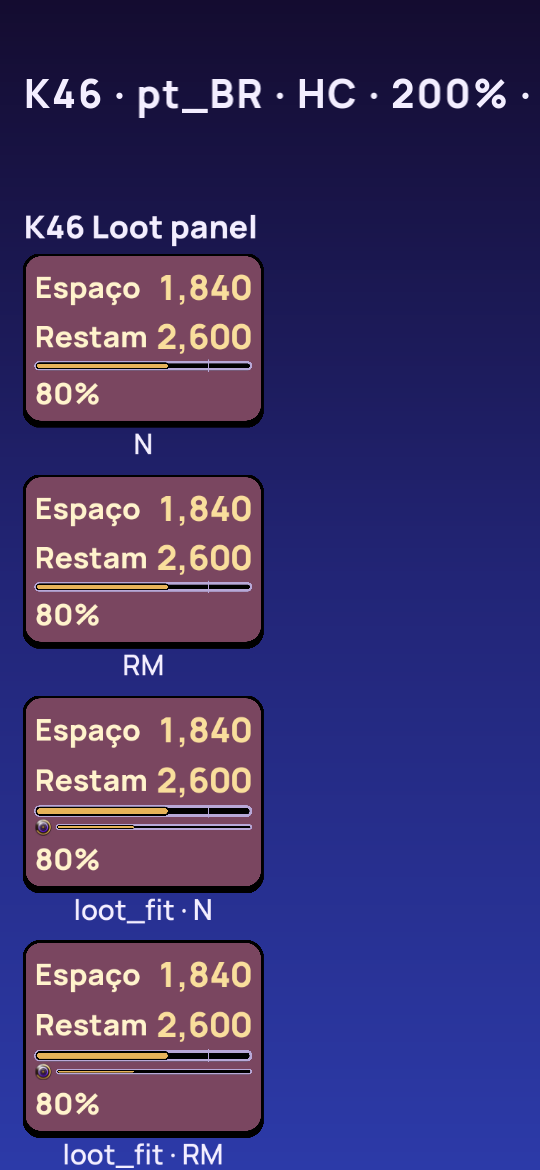 K46 · pt_BR · HC · 200% ·
K46 Loot panel
Espaço 1,840
Restam 2,600
80%
N
Espaço 1,840
Restam 2,600
80%
RM
Espaço 1,840
Restam 2,600
80%
loot_fit · N
Espaço 1,840
Restam 2,600
80%
loot_fit · RM